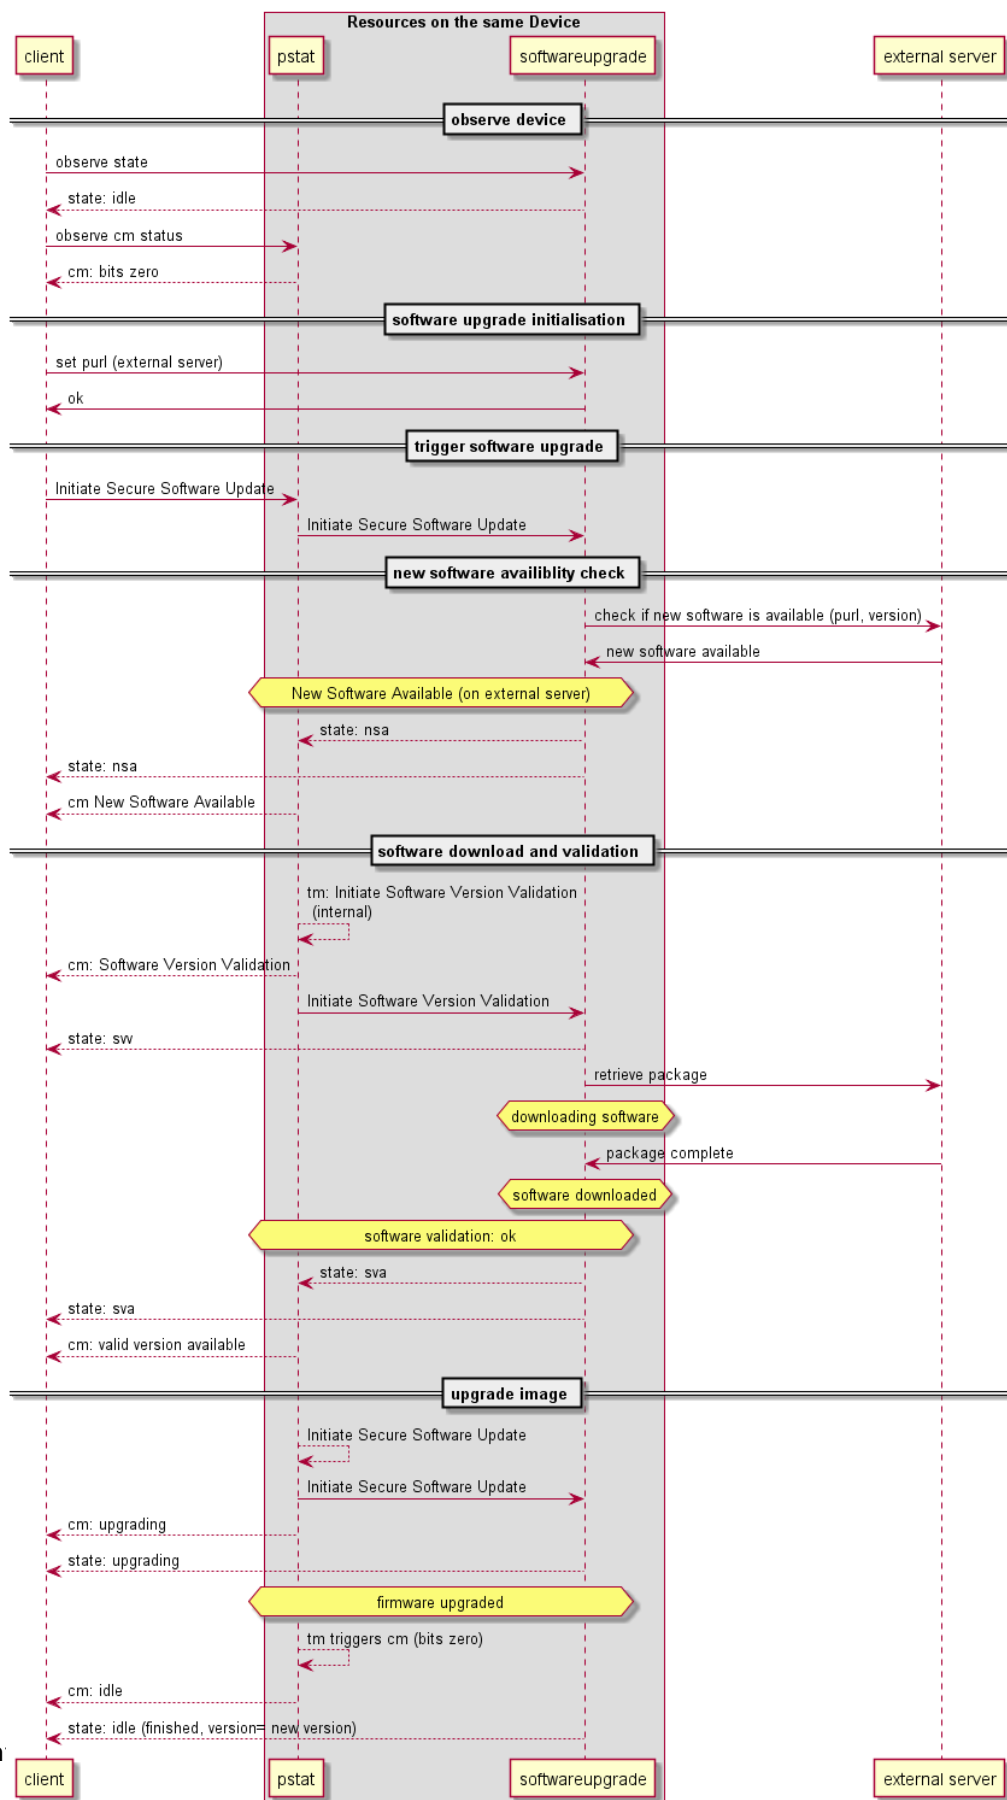 Resources on the same Device
client
pstat
softwareupgrade
external server
observe device
observe state
state: idle
observe cm status
cm: bits zero
software upgrade initialisation
set purl (external server)
ok
trigger software upgrade
Initiate Secure Software Update
Initiate Secure Software Update
new software availiblity check
check if new software is available (purl, version)
new software available
New Software Available (on external server)
state: nsa
state: nsa
cm New Software Available
software download and validation
tm: Initiate Software Version Validation
(internal)
cm: Software Version Validation
Initiate Software Version Validation
state: svv
retrieve package
downloading software
package complete
software downloaded
software validation: ok
state: sva
state: sva
cm: valid version available
upgrade image
Initiate Secure Software Update
Initiate Secure Software Update
cm: upgrading
state: upgrading
firmware upgraded
tm triggers cm (bits zero)
cm: idle
state: idle (finished, version= new version)
client
pstat
softwareupgrade
external server